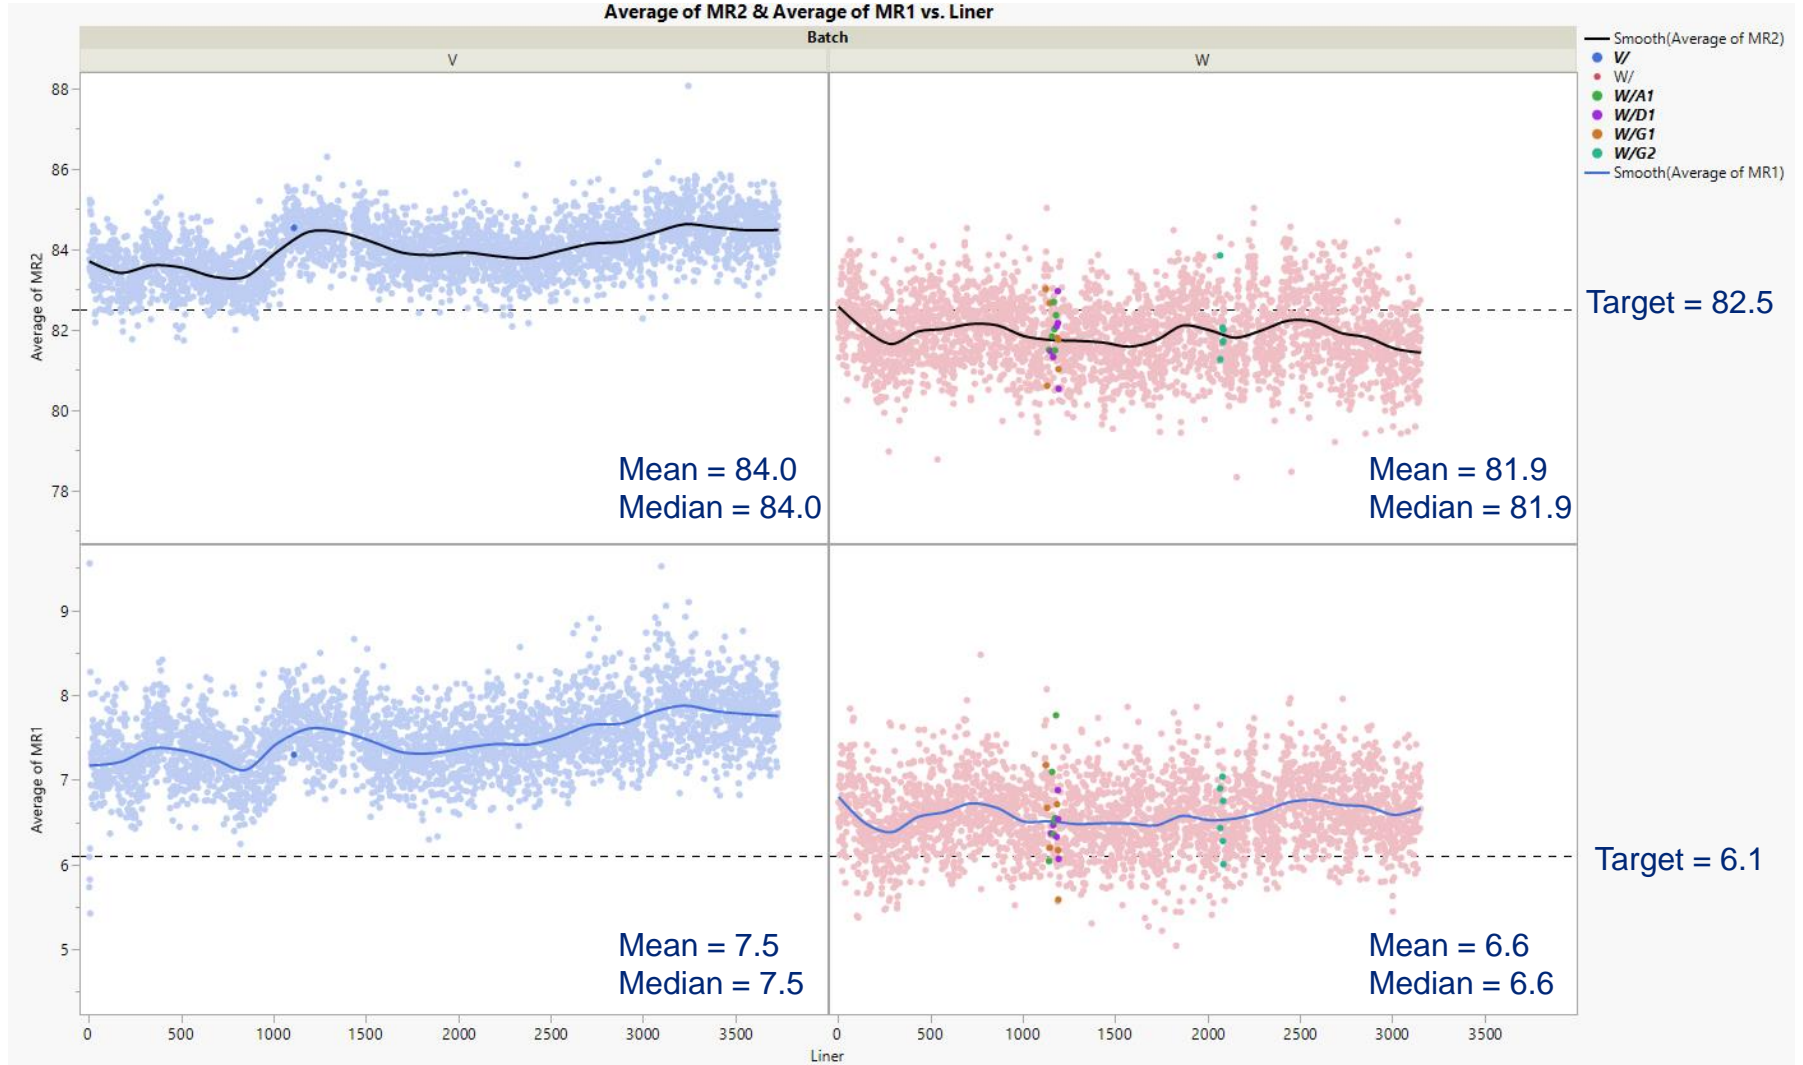 Average of MR2 & Average of MR1 vs. Liner
Batch
V
W
Smooth(Average of MR2)
V/
W/
W/A1
W/D1
W/G1
W/G2
Smooth(Average of MR1)
Average of MR2
88
86
84
82
80
78
Target = 82.5
Mean = 84.0
Median = 84.0
Mean = 81.9
Median = 81.9
Average of MR1
9
8
7
6
5
Target = 6.1
Mean = 7.5
Median = 7.5
Mean = 6.6
Median = 6.6
0 500 1000 1500 2000 2500 3000 3500
0 500 1000 1500 2000 2500 3000 3500
Liner